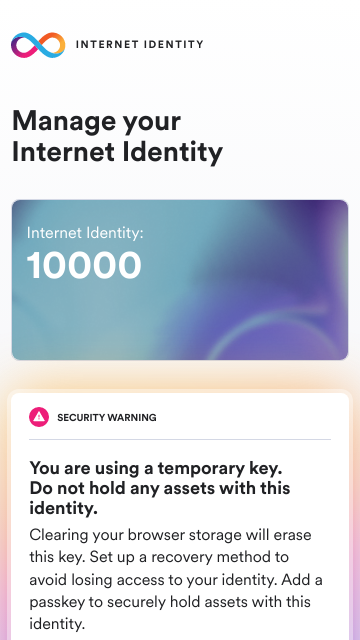 INTERNET IDENTITY
Manage your
Internet Identity
Internet Identity:
10000
SECURITY WARNING
You are using a temporary key.
Do not hold any assets with this
identity.
Clearing your browser storage will erase
this key. Set up a recovery method to
avoid losing access to your identity. Add a
passkey to securely hold assets with this
identity.